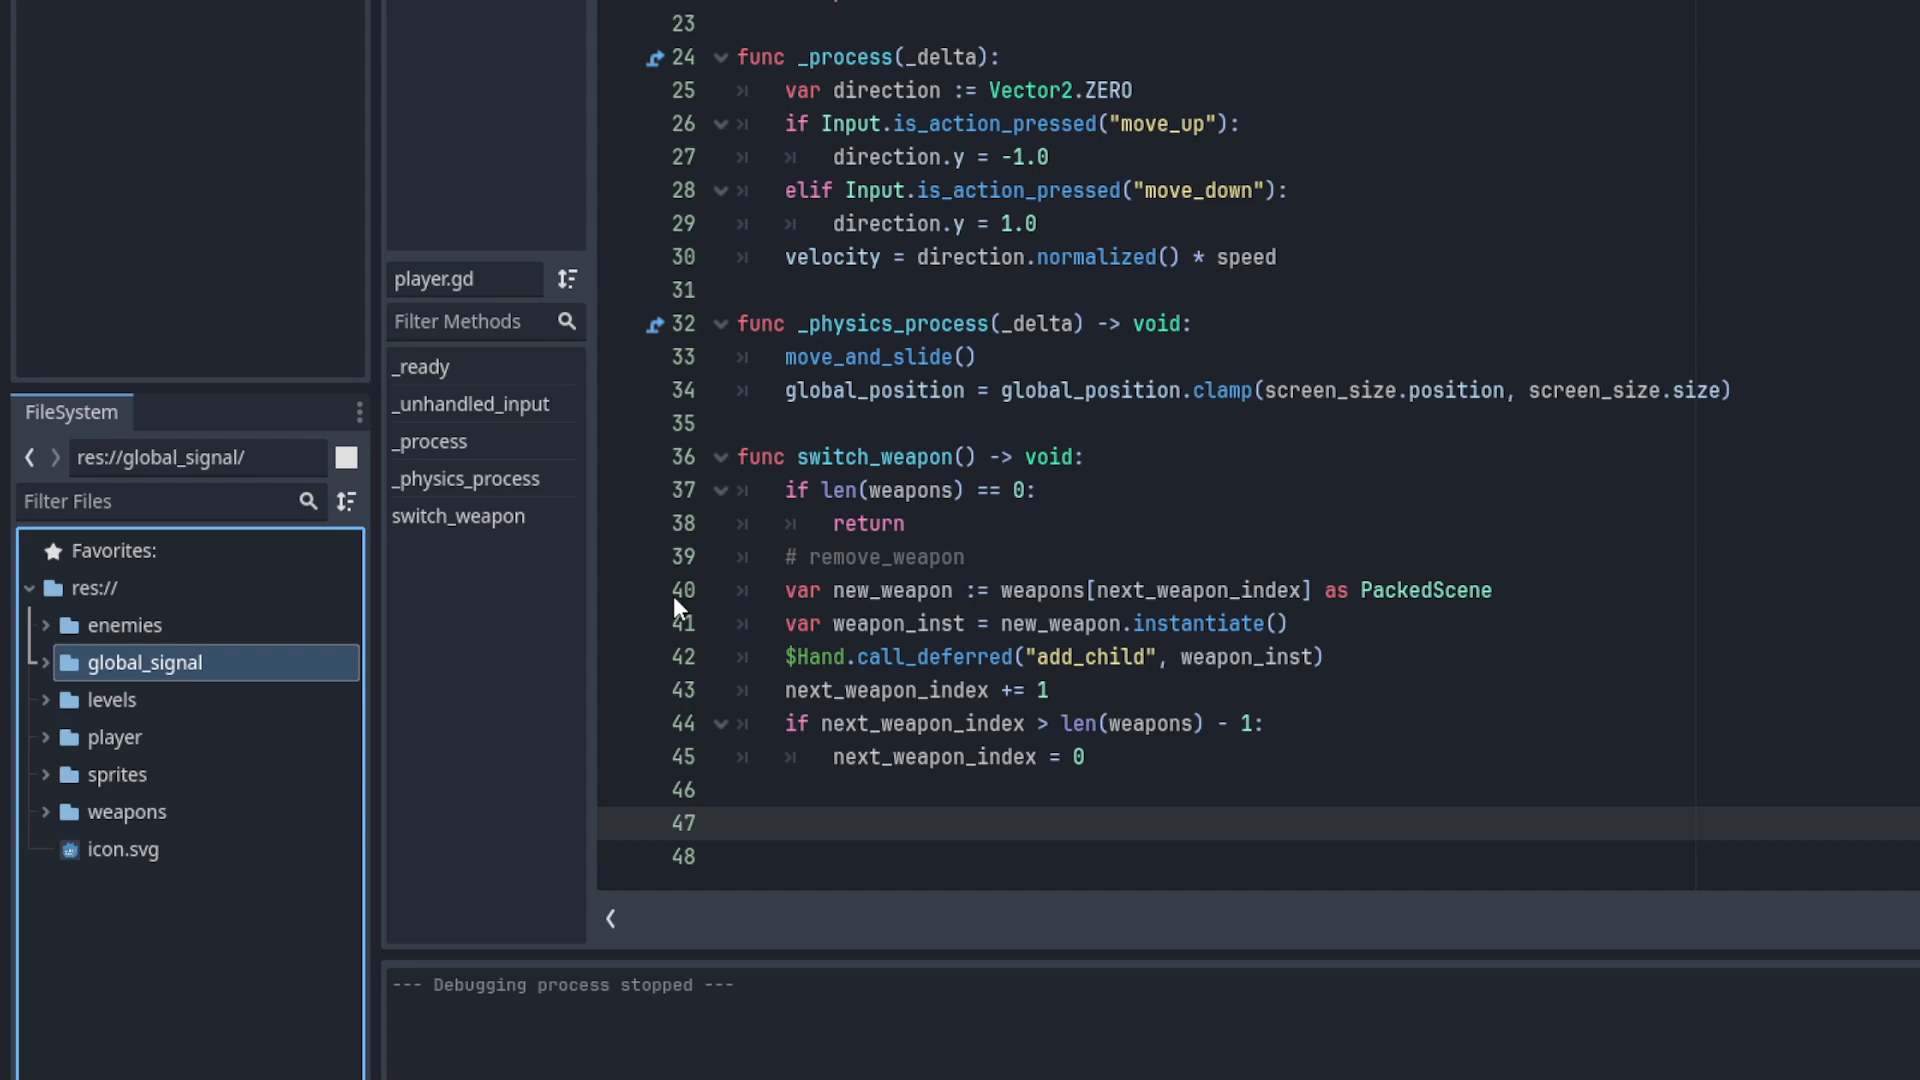 FileSystem
res://global_signal/
Filter Files
Favorites:
res://
enemies
global_signal
levels
player
sprites
weapons
icon.svg
player.gd
Filter Methods
_ready
_unhandled_input
_process
_physics_process
switch_weapon
23
24 func _process(_delta):
25 var direction := Vector2.ZERO
26 if Input.is_action_pressed("move_up"):
27 direction.y = -1.0
28 elif Input.is_action_pressed("move_down"):
29 direction.y = 1.0
30 velocity = direction.normalized() * speed
31
32 func _physics_process(_delta) -> void:
33 move_and_slide()
34 global_position = global_position.clamp(screen_size.position, screen_size.size)
35
36 func switch_weapon() -> void:
37 if len(weapons) == 0:
38 return
39 # remove_weapon
40 var new_weapon := weapons[next_weapon_index] as PackedScene
41 var weapon_inst = new_weapon.instantiate()
42 $Hand.call_deferred("add_child", weapon_inst)
43 next_weapon_index += 1
44 if next_weapon_index > len(weapons) - 1:
45 next_weapon_index = 0
46
47
48
--- Debugging process stopped ---